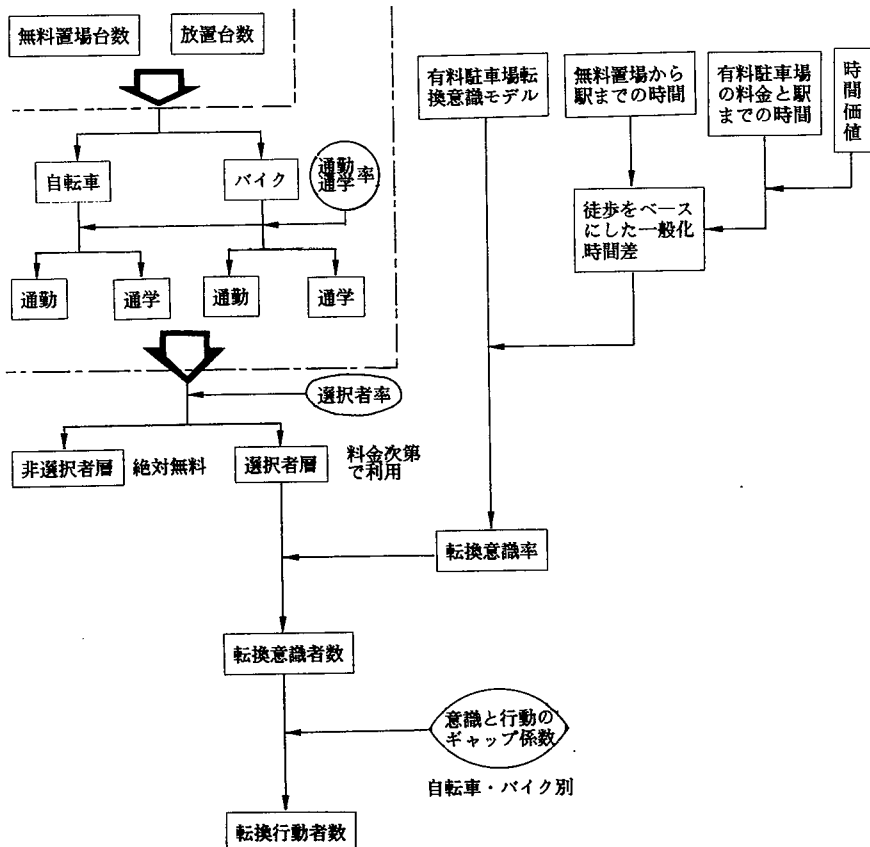 無料置場台数
放置台数
有料駐車場転
換意識モデル
無料置場から
駅までの時間
有料駐車場
の料金と駅
までの時間
時間価値
自転車
バイク
通勤
通学率
徒歩をベース
にした一般化
時間差
通勤
通学
通勤
通学
選択者率
非選択者層
絶対無料
選択者層
料金次第
で利用
転換意識率
転換意識者数
意識と行動の
ギャップ係数
自転車・バイク別
転換行動者数